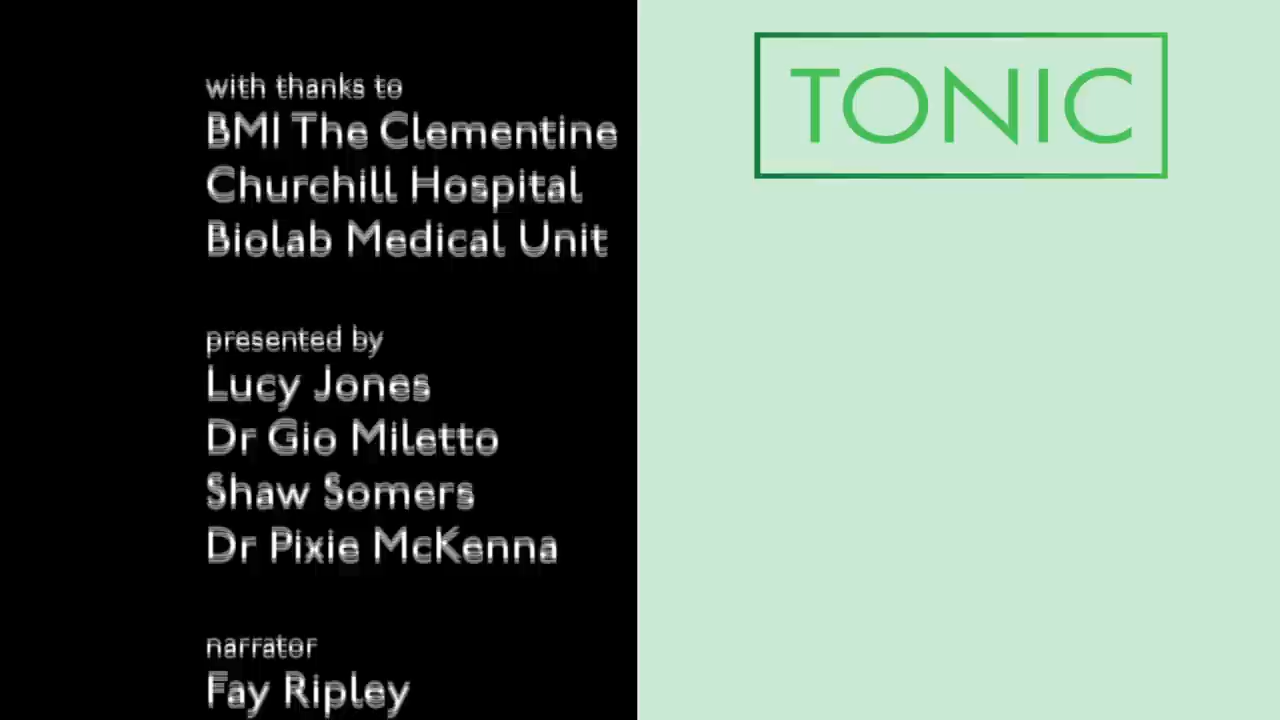 with thanks to
BMI The Clementine
Churchill Hospital
Biolab Medical Unit
presented by
Lucy Jones
Dr Gio Miletto
Shaw Somers
Dr Pixie McKenna
narrator
Fay Ripley
TONIC